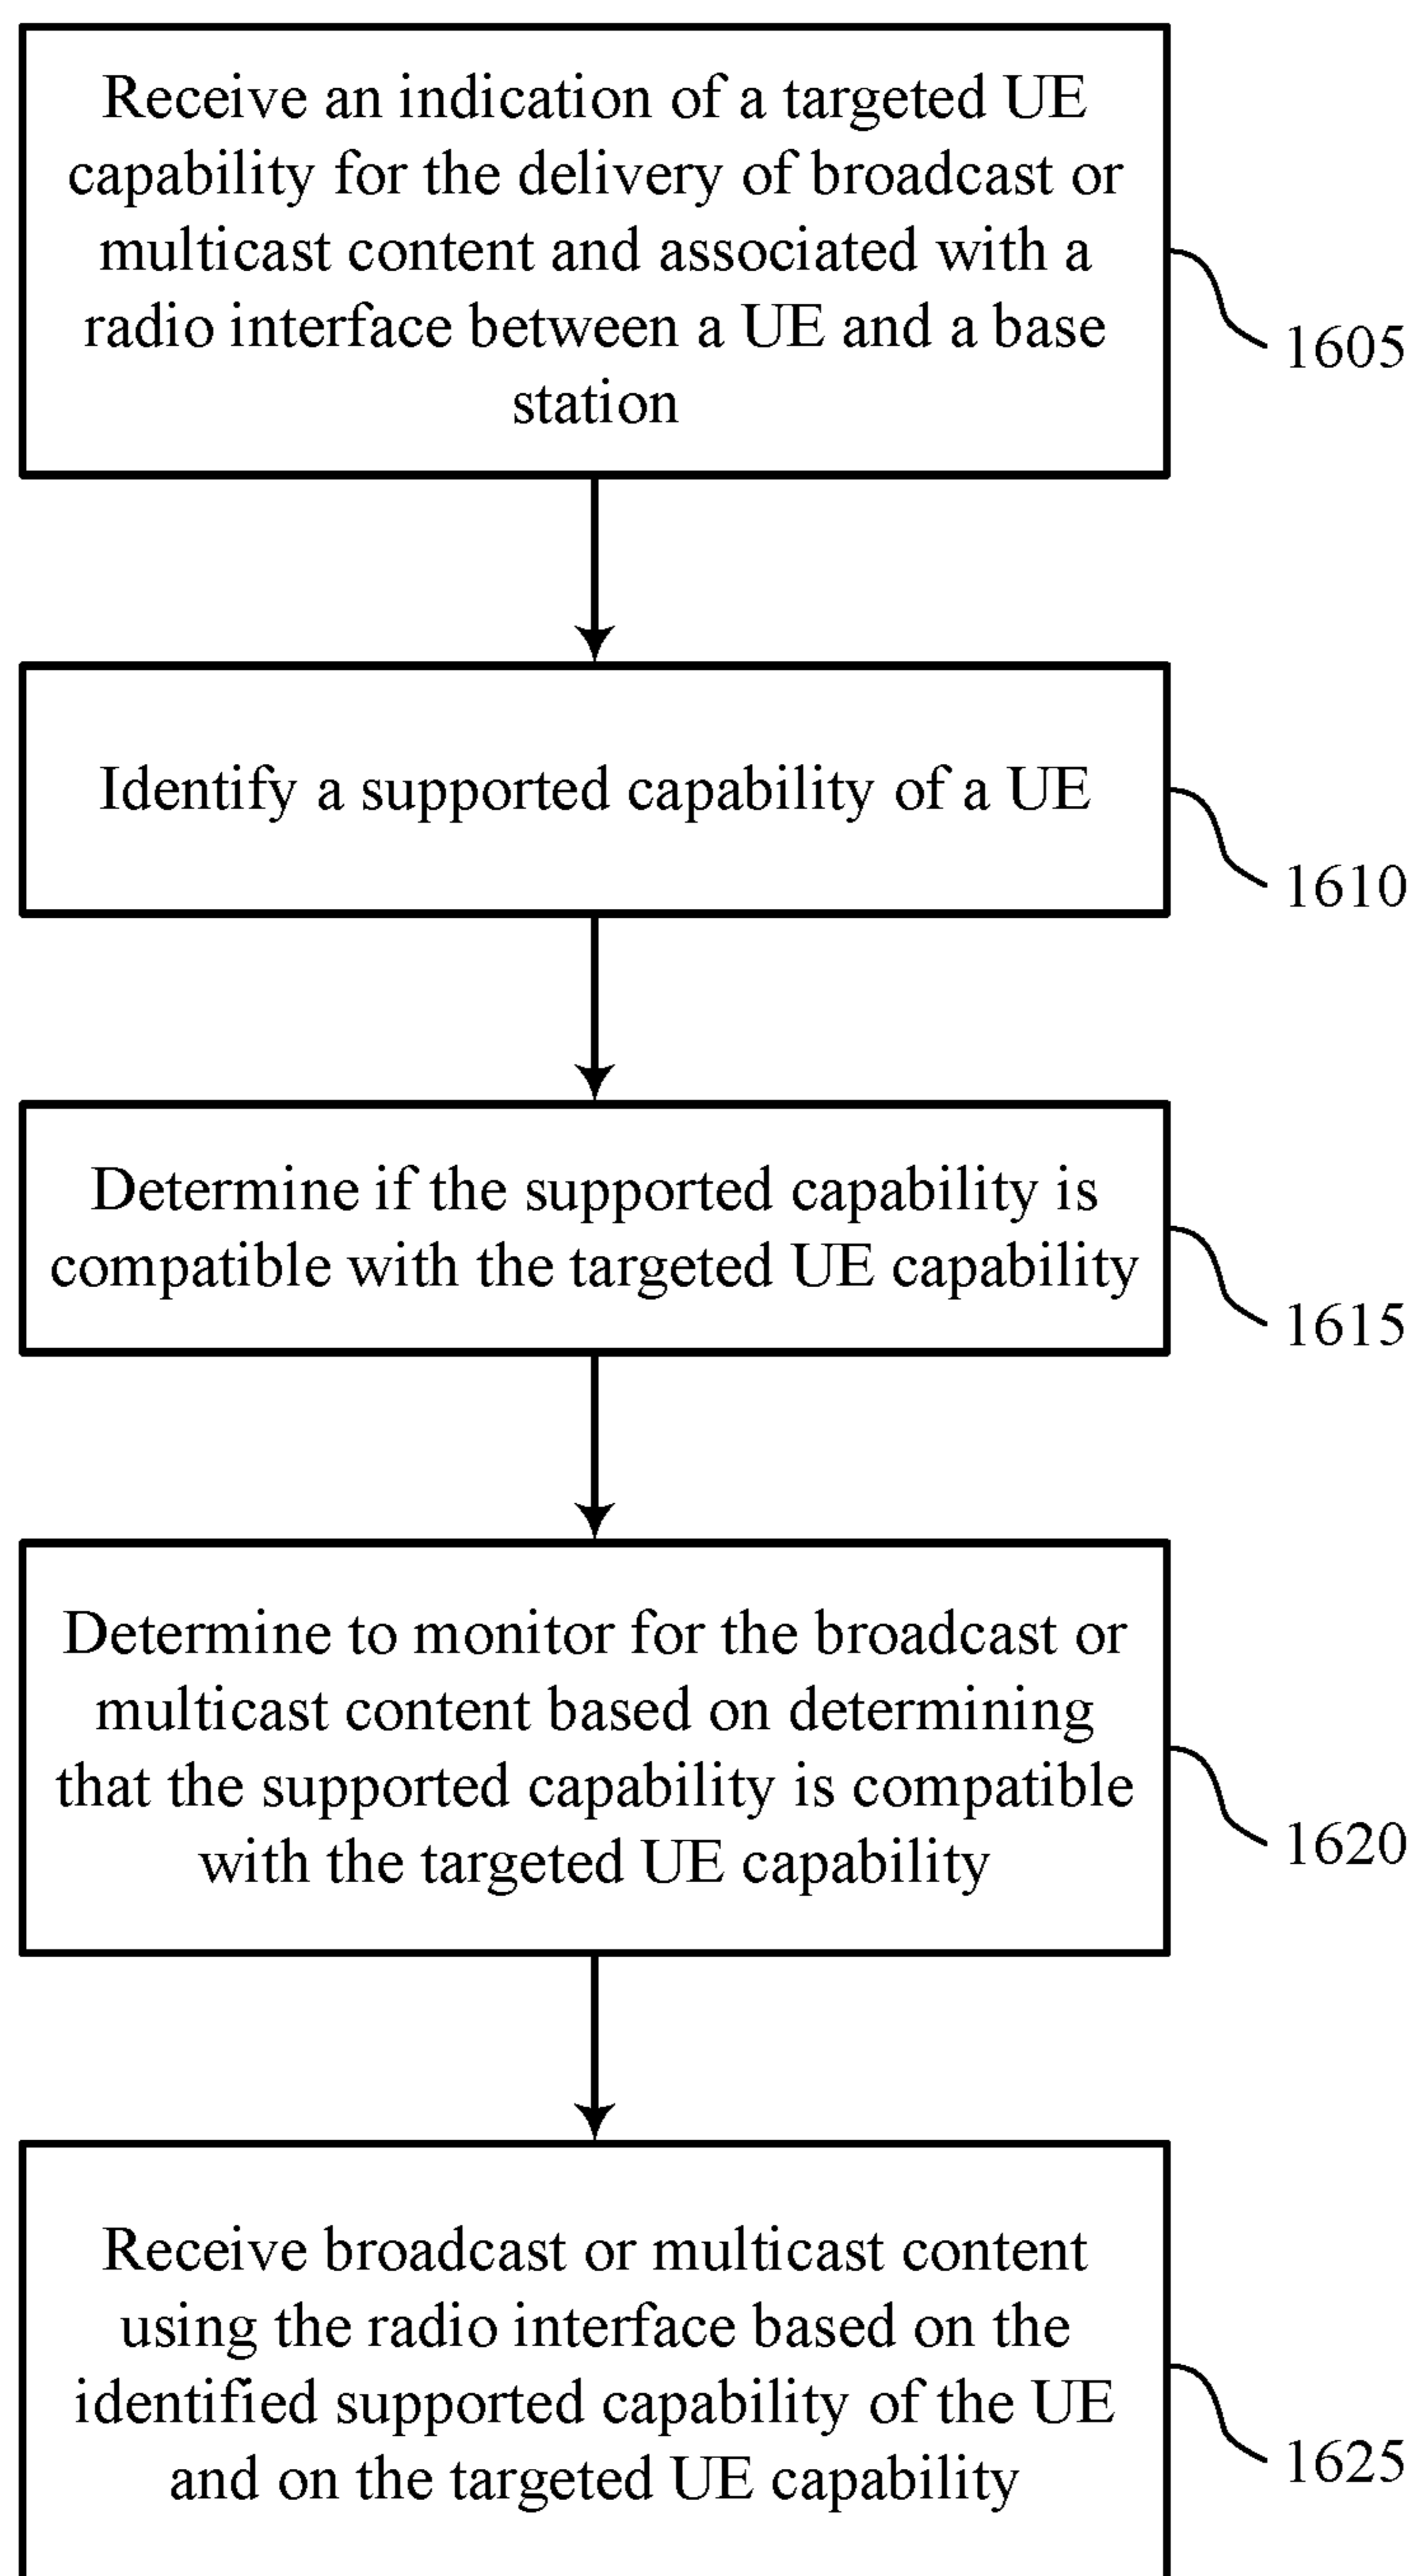 Receive an indication of a targeted UE
capability for the delivery of broadcast or
multicast content and associated with a
radio interface between a UE and a base
station
1605
Identify a supported capability of a UE
1610
Determine if the supported capability is
compatible with the targeted UE capability
1615
Determine to monitor for the broadcast or
multicast content based on determining
that the supported capability is compatible
with the targeted UE capability
1620
Receive broadcast or multicast content
using the radio interface based on the
identified supported capability of the UE
and on the targeted UE capability
1625